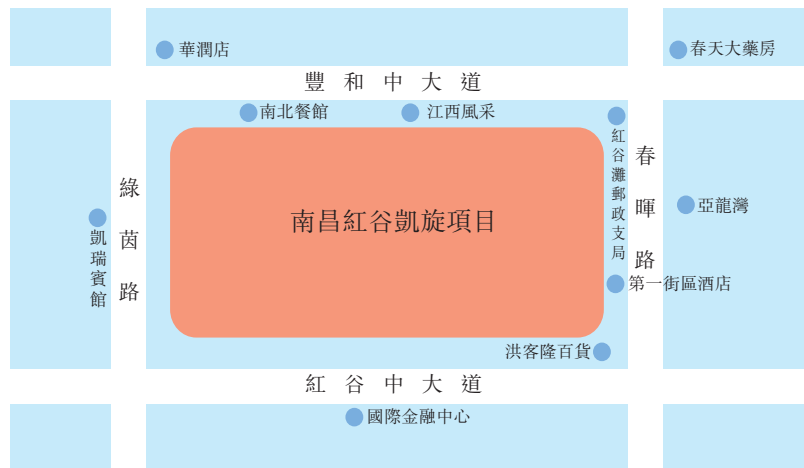 華潤店
春天大藥房
豐和中大道
南北餐館
江西風采
紅谷灘郵政支局
春暉路
綠茵路
凱瑞賓館
南昌紅谷凱旋項目
亞龍灣
第一街區酒店
洪客隆百貨
紅谷中大道
國際金融中心